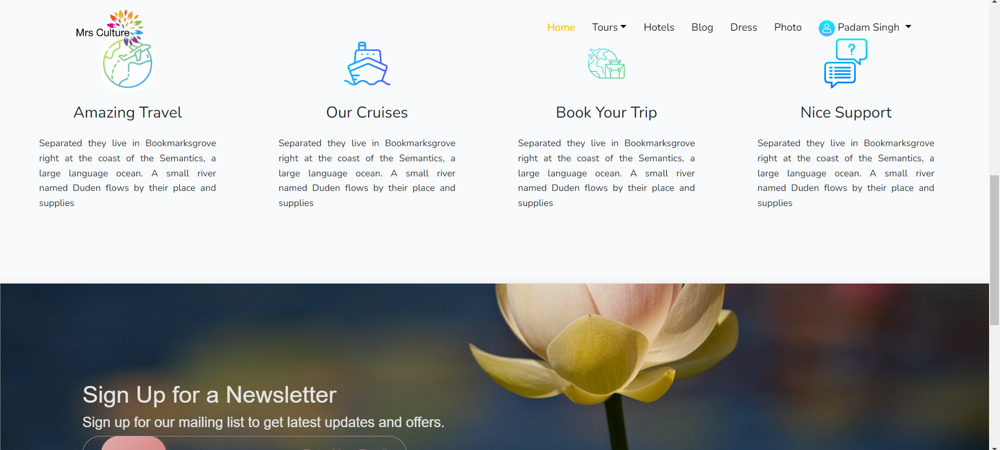 Mrs Culture
Home Tours Hotels Blog Dress Photo Padam Singh
?
Amazing Travel
Separated they live in Bookmarksgrove
right at the coast of the Semantics, a
large language ocean. A small river
named Duden flows by their place and
supplies
Our Cruises
Separated they live in Bookmarksgrove
right at the coast of the Semantics, a
large language ocean. A small river
named Duden flows by their place and
supplies
Book Your Trip
Separated they live in Bookmarksgrove
right at the coast of the Semantics, a
large language ocean. A small river
named Duden flows by their place and
supplies
Nice Support
Separated they live in Bookmarksgrove
right at the coast of the Semantics, a
large language ocean. A small river
named Duden flows by their place and
supplies
Sign Up for a Newsletter
Sign up for our mailing list to get latest updates and offers.